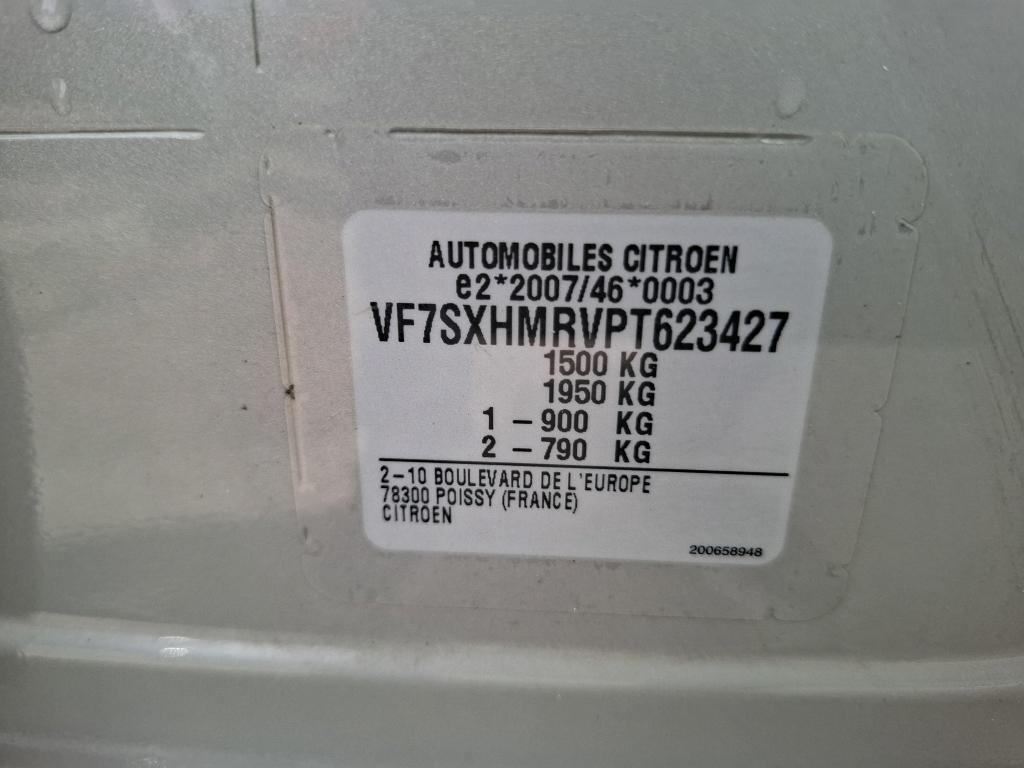 AUTOMOBILES CITROEN
e2*2007/46*0003
VF7SXHMRVPT623427
1500 KG
1950 KG
1 – 900 KG
2 – 790 KG
2–10 BOULEVARD DE L'EUROPE
78300 POISSY (FRANCE)
CITROEN
200658948